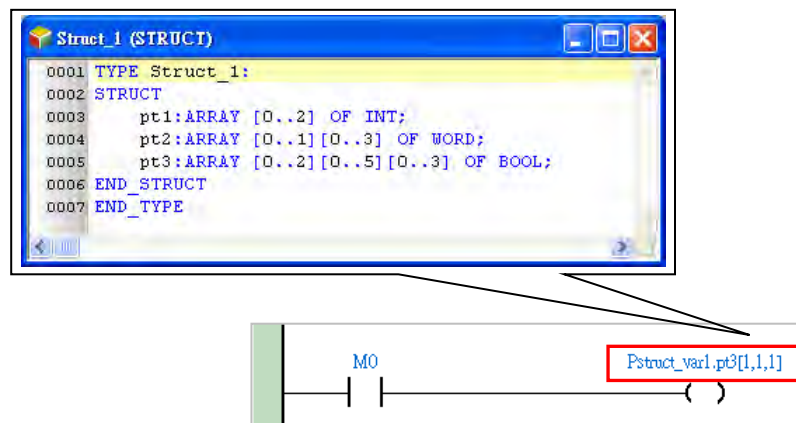 Struct_1 (STRUCT)
0001 TYPE Struct_1:
0002 STRUCT
0003 pt1:ARRAY [0..2] OF INT;
0004 pt2:ARRAY [0..1][0..3] OF WORD;
0005 pt3:ARRAY [0..2][0..5][0..3] OF BOOL;
0006 END_STRUCT
0007 END_TYPE
M0 Pstruct_var1.pt3[1,1,1]